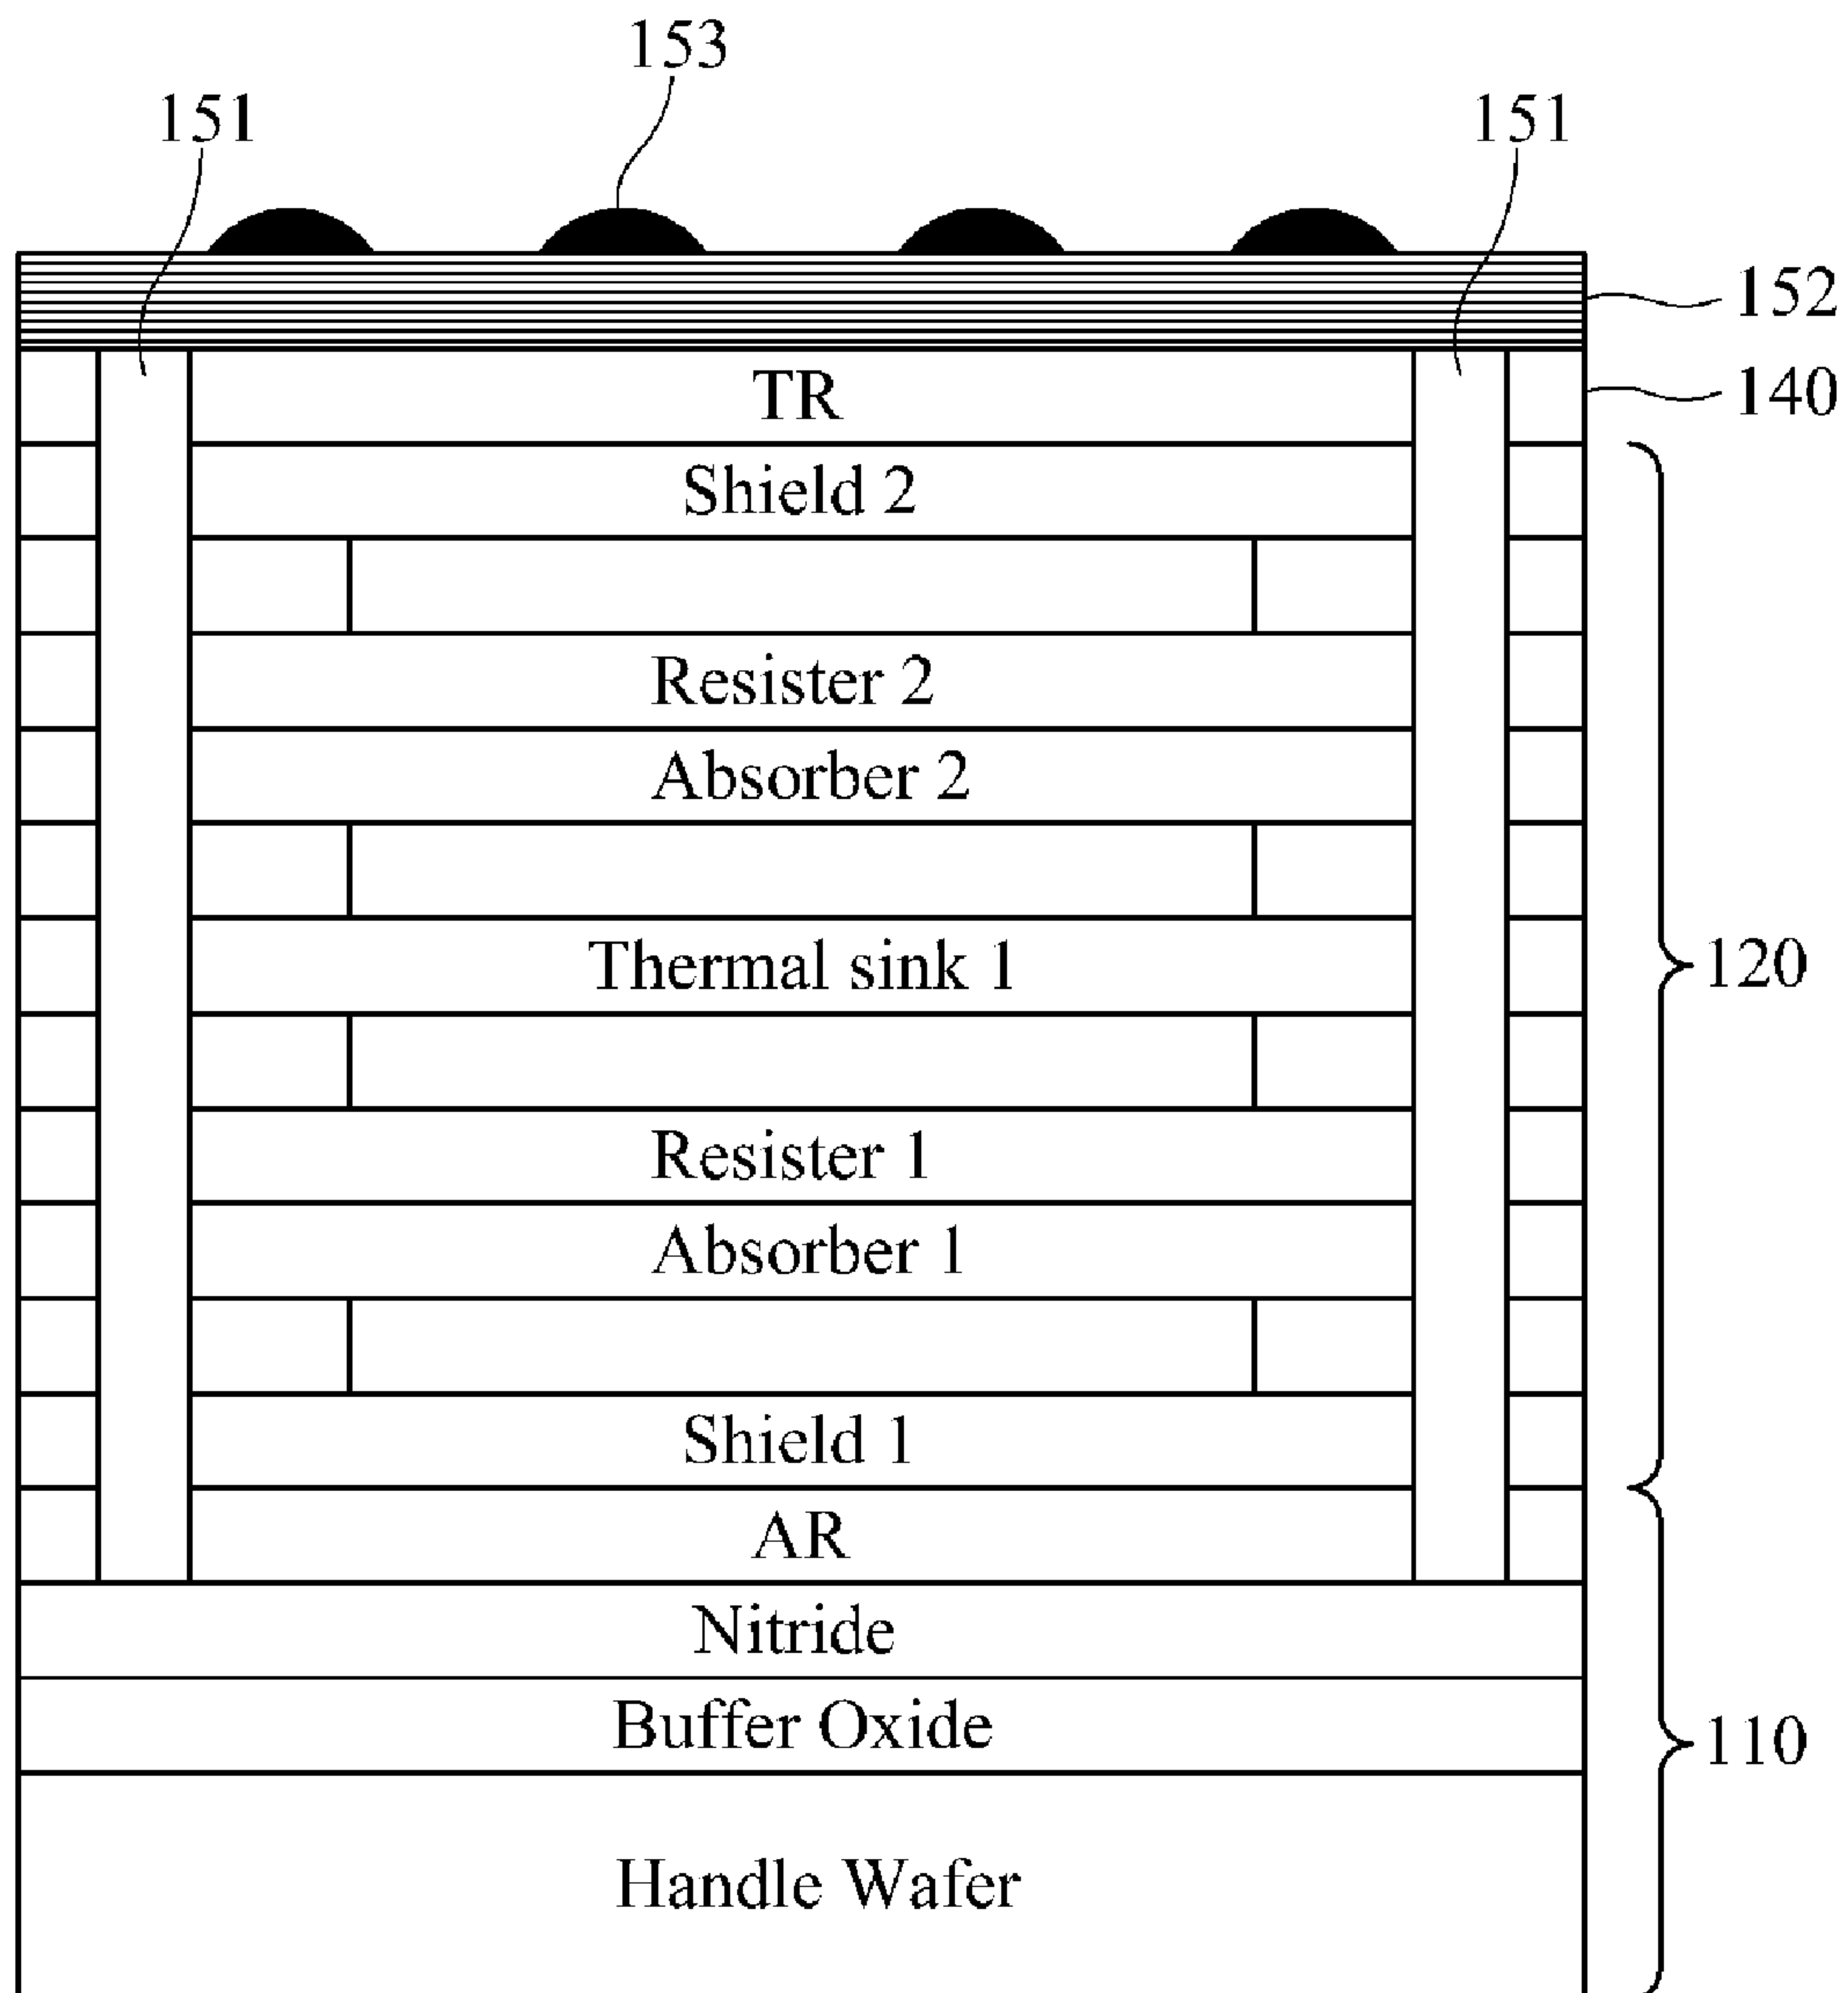 153
151
151
152
TR
140
Shield 2
Resister 2
Absorber 2
Thermal sink 1
120
Resister 1
Absorber 1
Shield 1
AR
Nitride
Buffer Oxide
110
Handle Wafer